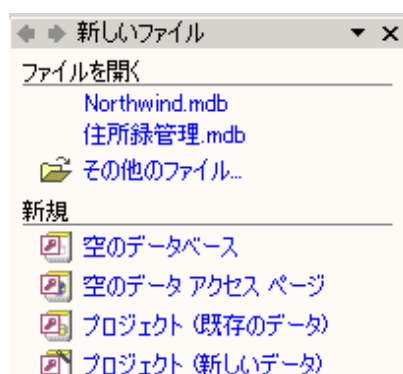 新しいファイル
ファイルを開く
Northwind.mdb
住所録管理.mdb
その他のファイル...
新規
空のデータベース
空のデータ アクセス ページ
プロジェクト (既存のデータ)
プロジェクト (新しいデータ)